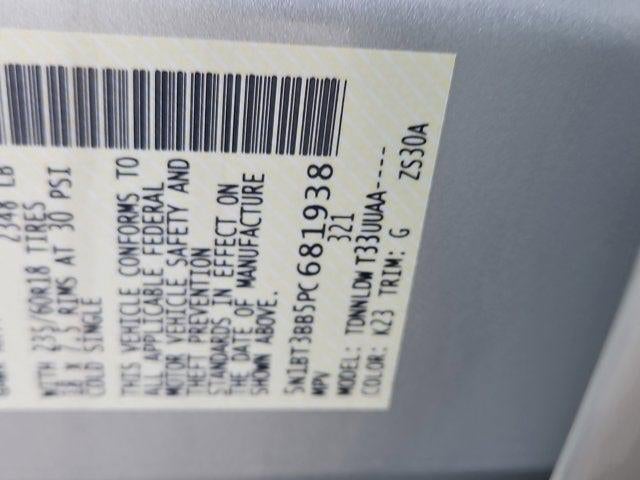 2348 LB
WITH 235/60R18 TIRES
18 X 7.5 RIMS AT 30 PSI
COLD SINGLE
THIS VEHICLE CONFORMS TO
ALL APPLICABLE FEDERAL
MOTOR VEHICLE SAFETY AND
THEFT PREVENTION
STANDARDS IN EFFECT ON
THE DATE OF MANUFACTURE
SHOWN ABOVE.
5N1BT3BB5PC681938
MPV 321
MODEL: TDNNLDW T33UUAA----
COLOR: K23 TRIM: G ZS30A